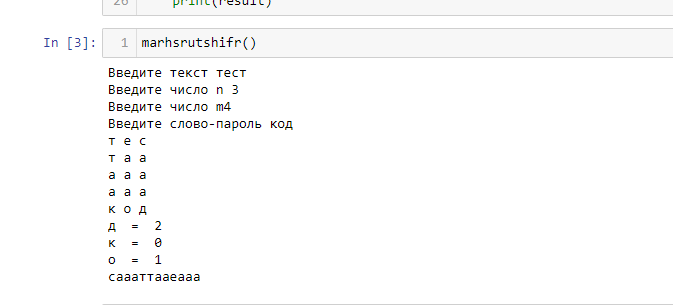 26 print(result)
In [3]: 1 marhsrutshifr()
Введите текст тест
Введите число n 3
Введите число m4
Введите слово-пароль код
т е с
т а а
а а а
а а а
к о д
д = 2
к = 0
о = 1
саааттааеааа